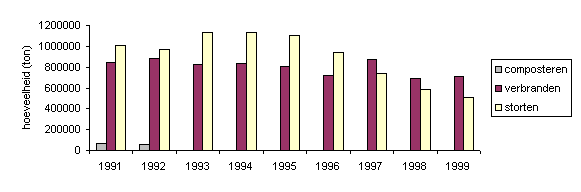 hoeveelheid (ton)
1200000
1000000
800000
600000
400000
200000
0
1991 1992 1993 1994 1995 1996 1997 1998 1999
composteren
verbranden
storten